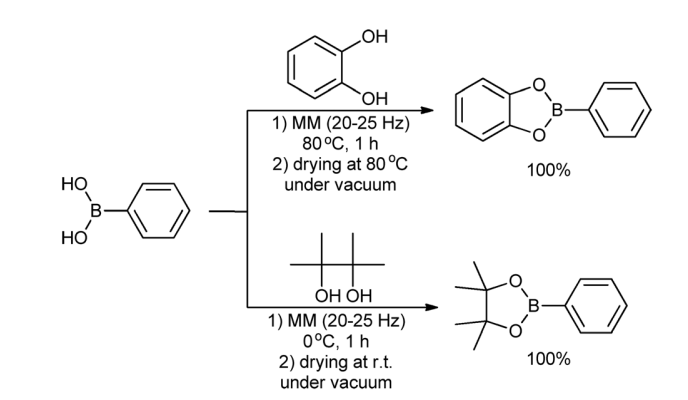 OH
OH
1) MM (20-25 Hz)
80 °C, 1 h
2) drying at 80 °C
under vacuum
O
B
O
100%
HO
B
HO
OH OH
1) MM (20-25 Hz)
0 °C, 1 h
2) drying at r.t.
under vacuum
O
B
O
100%